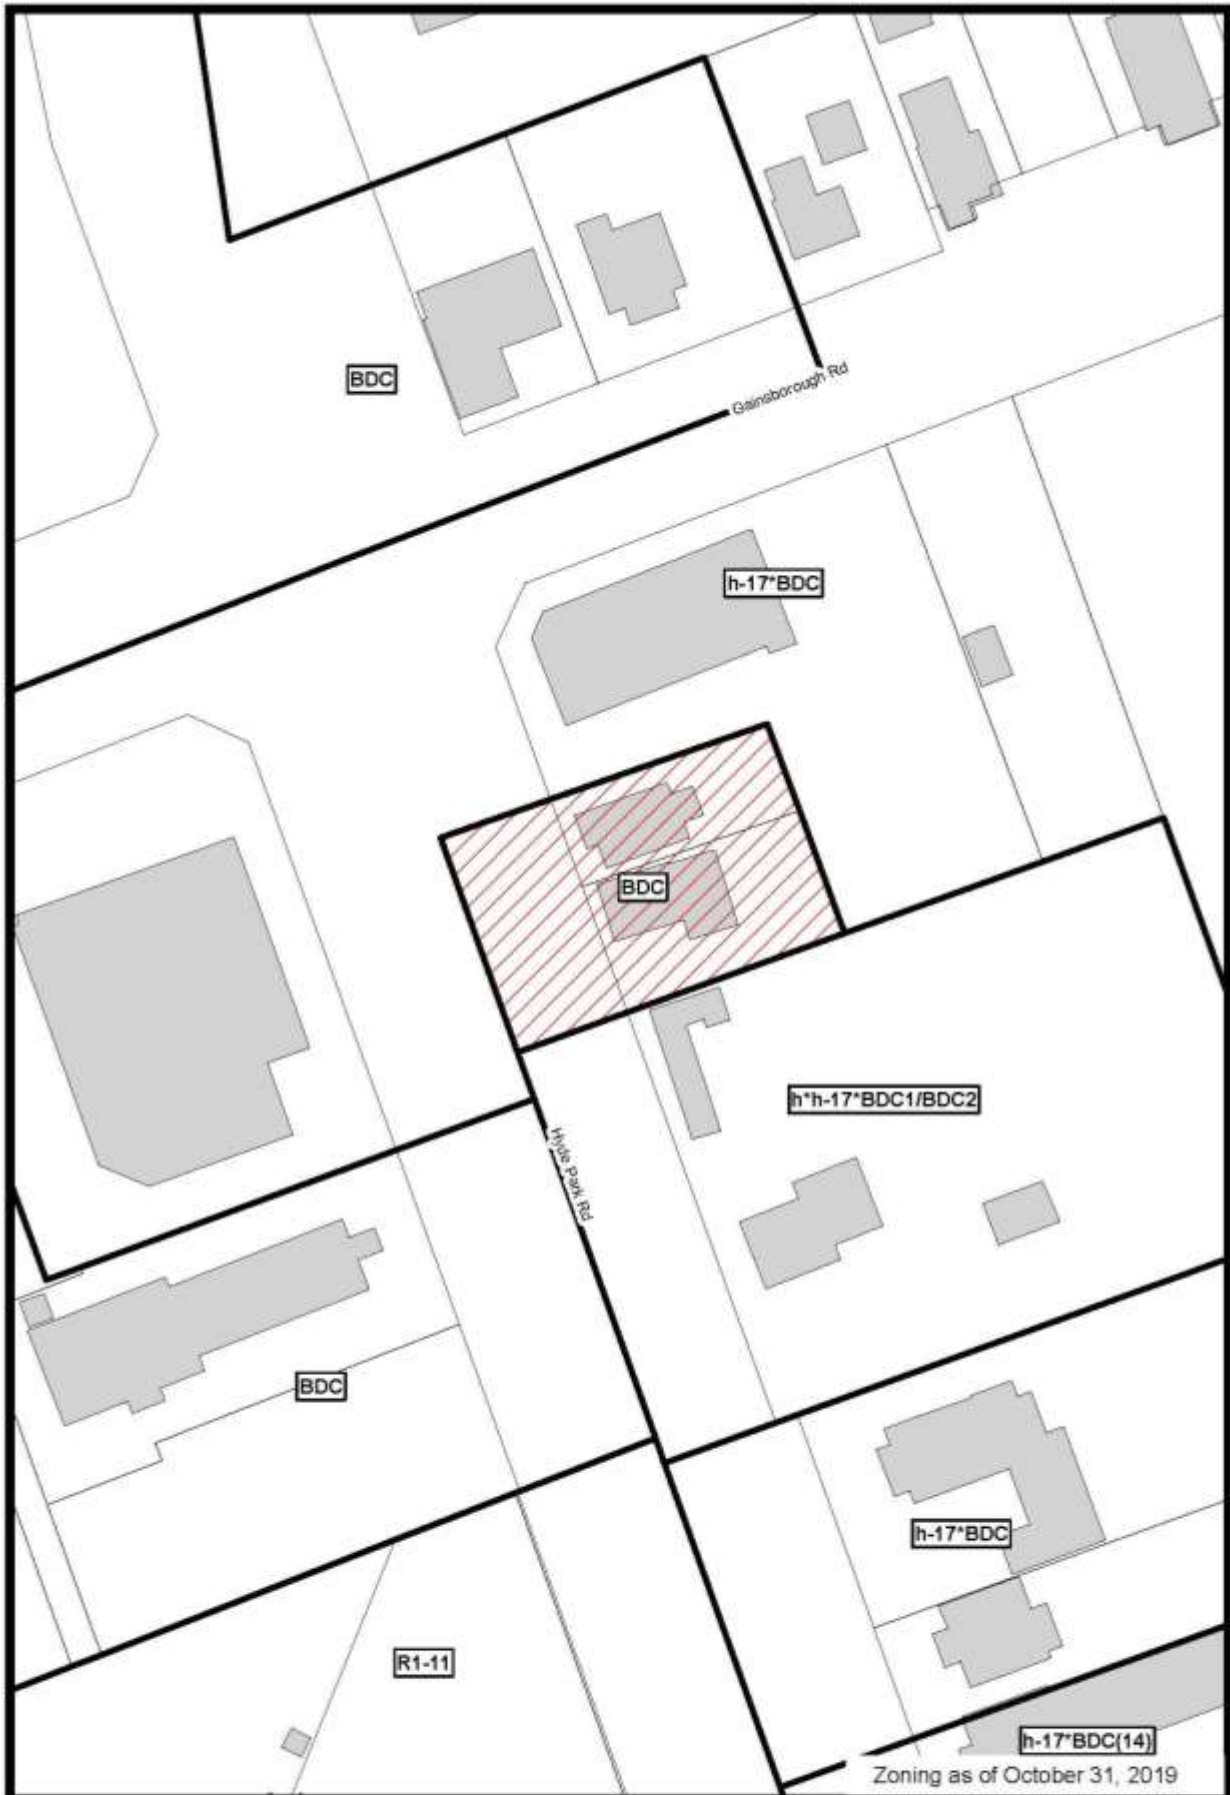 BDC
Gainsborough Rd
h-17*BDC
BDC
h*h-17*BDC1/BDC2
Hyde Park Rd
BDC
h-17*BDC
R1-11
h-17*BDC(14)
Zoning as of October 31, 2019